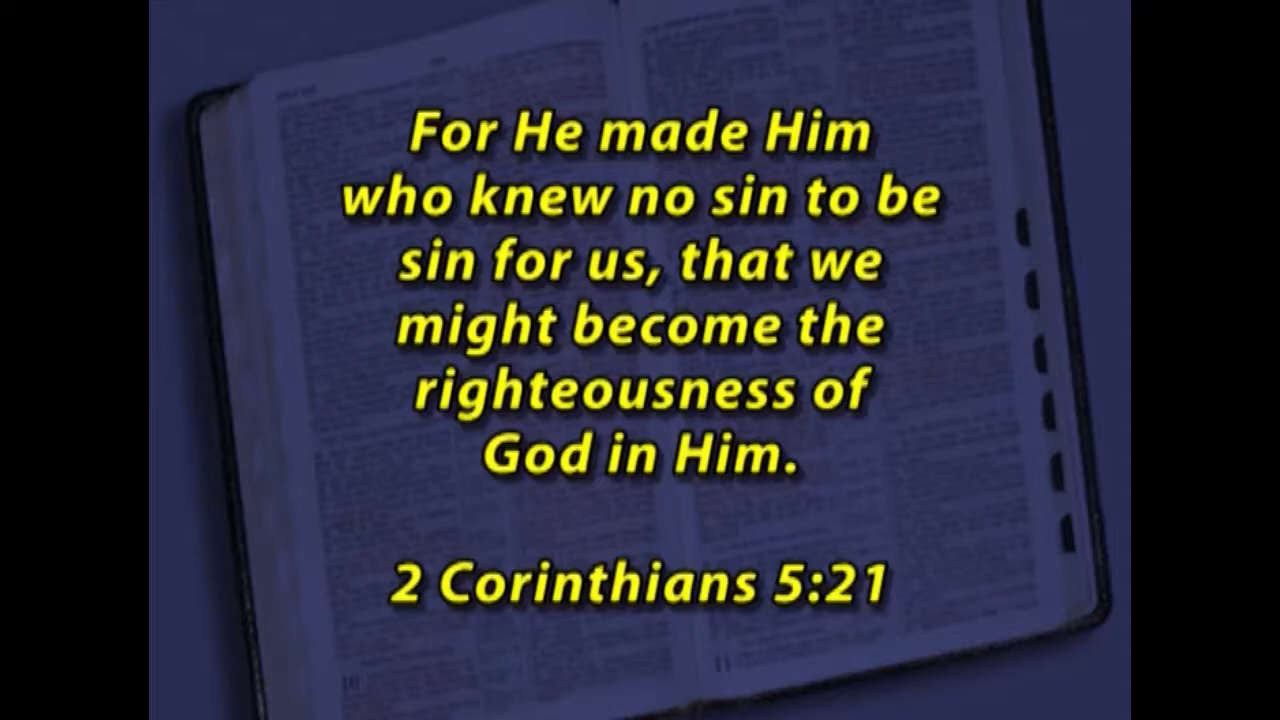 For He made Him
who knew no sin to be
sin for us, that we
might become the
righteousness of
God in Him.
2 Corinthians 5:21